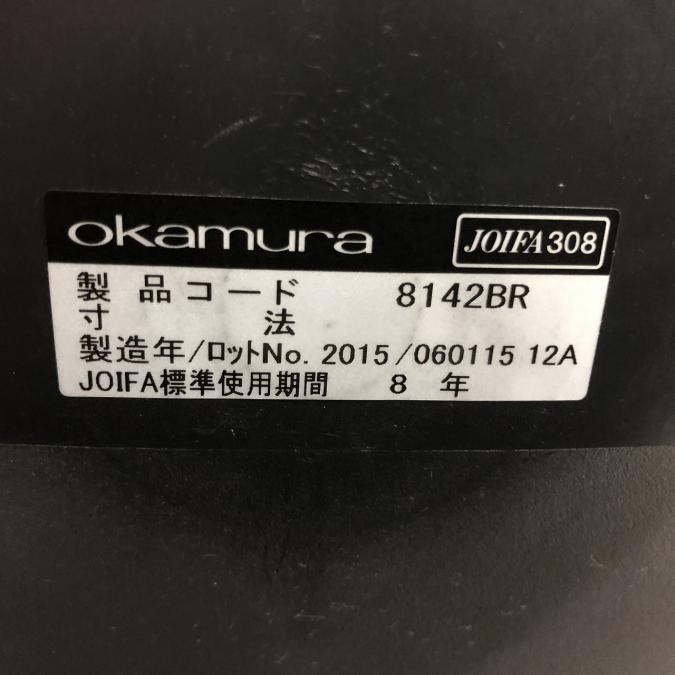 okamura JOIFA308
製品コード 8142BR
寸法
製造年/ロットNo. 2015/060115 12A
JOIFA標準使用期間 8 年